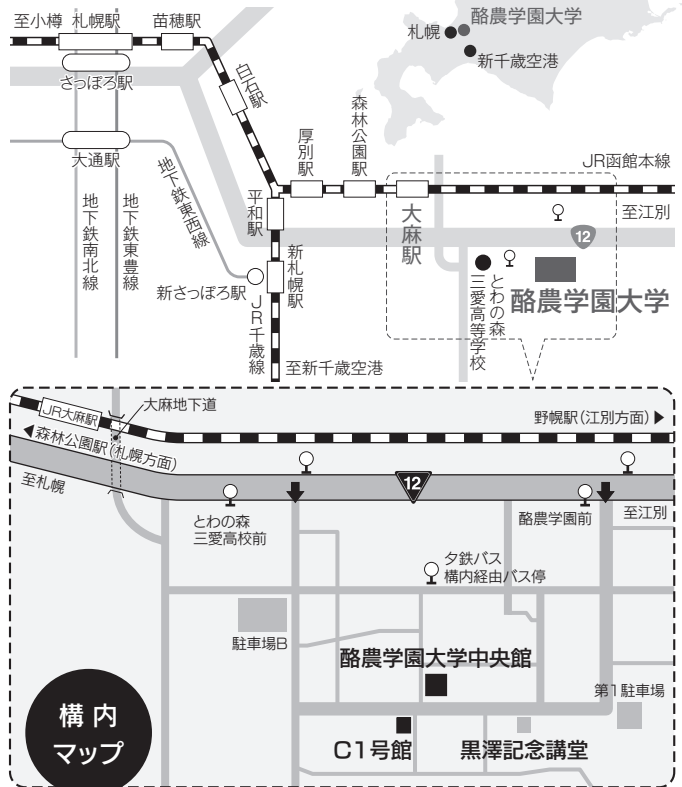 至小樽
札幌駅
苗穂駅
さっぽろ駅
白石駅
大通駅
地下鉄東西線
地下鉄南北線
地下鉄東豊線
厚別駅
森林公園駅
平和駅
新札幌駅
新さっぽろ駅
JR千歳線
至新千歳空港
酪農学園大学
札幌
新千歳空港
JR函館本線
大麻駅
至江別
12
とわの森
三愛高等学校
酪農学園大学
JR大麻駅
大麻地下道
野幌駅(江別方面)▶
◀森林公園駅(札幌方面)
至札幌
12
とわの森
三愛高校前
酪農学園前
至江別
夕鉄バス
構内経由バス停
駐車場B
酪農学園大学中央館
第1駐車場
C1号館
黒澤記念講堂
構内
マップ